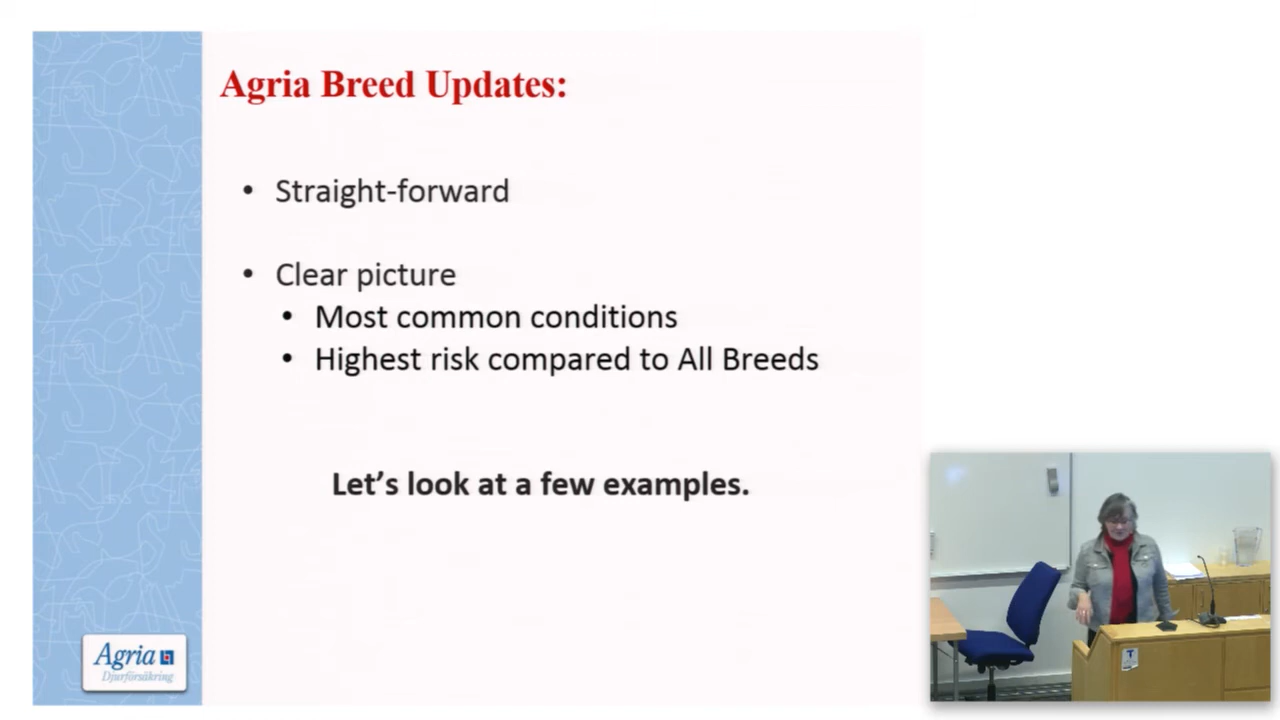 Agria Breed Updates:
• Straight-forward
• Clear picture
• Most common conditions
• Highest risk compared to All Breeds
Let's look at a few examples.
Agria
Djurförsäkring
T